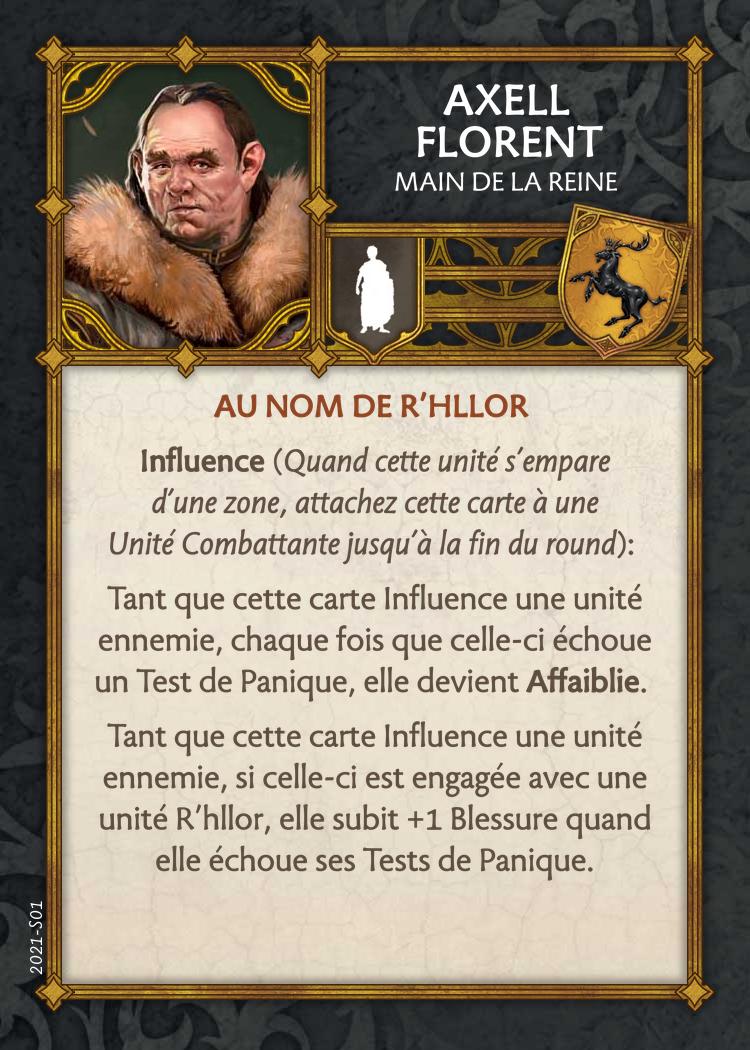 AXELL
FLORENT
MAIN DE LA REINE
AU NOM DE R'HLLOR
Influence (Quand cette unité s'empare
d'une zone, attachez cette carte à une
Unité Combattante jusqu'à la fin du round):
Tant que cette carte Influence une unité
ennemie, chaque fois que celle-ci échoue
un Test de Panique, elle devient Affaiblie.
Tant que cette carte Influence une unité
ennemie, si celle-ci est engagée avec une
unité R'hllor, elle subit +1 Blessure quand
elle échoue ses Tests de Panique.
2021-S01